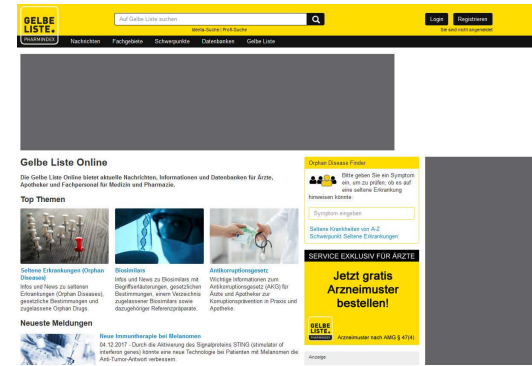 GELBE
LISTE.
PHARMINDEX
Auf Gelbe Liste suchen
Wenia-Suche | Profi-Suche
Login
Registrieren
Sie sind nicht angemeldet
Nachrichten
Fachgebiete
Schwerpunkte
Datenbanken
Gelbe Liste
Gelbe Liste Online
Die Gelbe Liste Online bietet aktuelle Nachrichten, Informationen und Datenbanken für Ärzte,
Apotheker und Fachpersonal für Medizin und Pharmazie.
Top Themen
Seltene Erkrankungen (Orphan
Diseases)
Infos und News zu seltenen
Erkrankungen (Orphan Diseases),
gesetzliche Bestimmungen und
zugelassene Orphan Drugs.
Biosimilars
Infos und News zu Biosimilars mit
Begriffserläuterungen, gesetzlichen
Bestimmungen, einem Verzeichnis
zugelassener Biosimilars sowie
dazugehöriger Referenzpräparate.
Antikorruptionsgesetz
Wichtige Informationen zum
Antikorruptionsgesetz (AKG) für
Ärzte und Apotheker zur
Korruptionsprävention in Praxis und
Apotheke.
Neueste Meldungen
Neue Immuntherapie bei Melanomen
04.12.2017 - Durch die Aktivierung des Signalproteins STING (stimulator of
interferon genes) könnte eine neue Technologie bei Patienten mit Melanomen die
Anti-Tumor-Antwort verbessern.
Orphan Disease Finder
Bitte geben Sie ein Symptom
ein, um zu prüfen, ob es auf
eine seltene Erkrankung
hinweisen könnte.
Symptom eingeben
Seltene Krankheiten von A-Z
Schwerpunkt Seltene Erkrankungen
SERVICE EXKLUSIV FÜR ÄRZTE
Jetzt gratis
Arzneimuster
bestellen!
GELBE
LISTE.
PHARMINDEX
Arzneimuster nach AMG § 47(4)
Anzeige